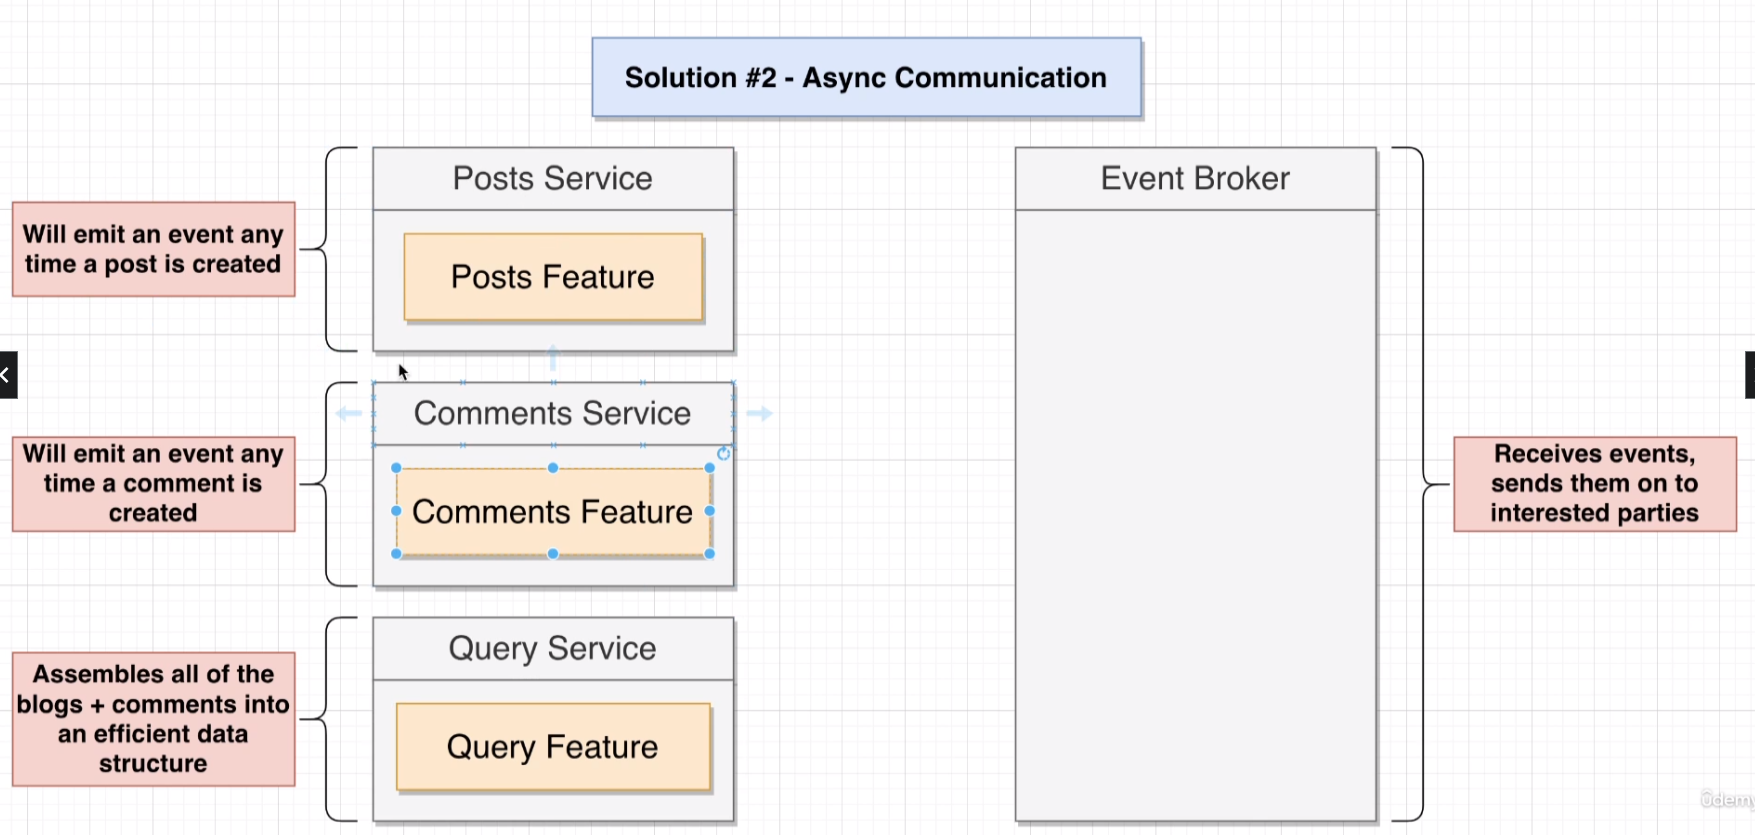 Solution #2 - Async Communication
Posts Service
Event Broker
Will emit an event any
time a post is created
Posts Feature
Comments Service
Will emit an event any
time a comment is
created
Comments Feature
Receives events,
sends them on to
interested parties
Query Service
Assembles all of the
blogs + comments into
an efficient data
structure
Query Feature
ûdemy